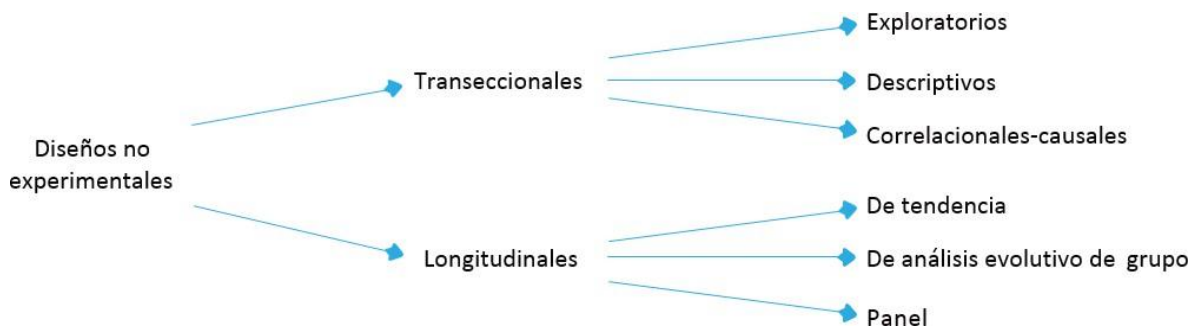 Diseños no
experimentales
Transeccionales
Exploratorios
Descriptivos
Correlacionales-causales
Longitudinales
De tendencia
De análisis evolutivo de grupo
Panel